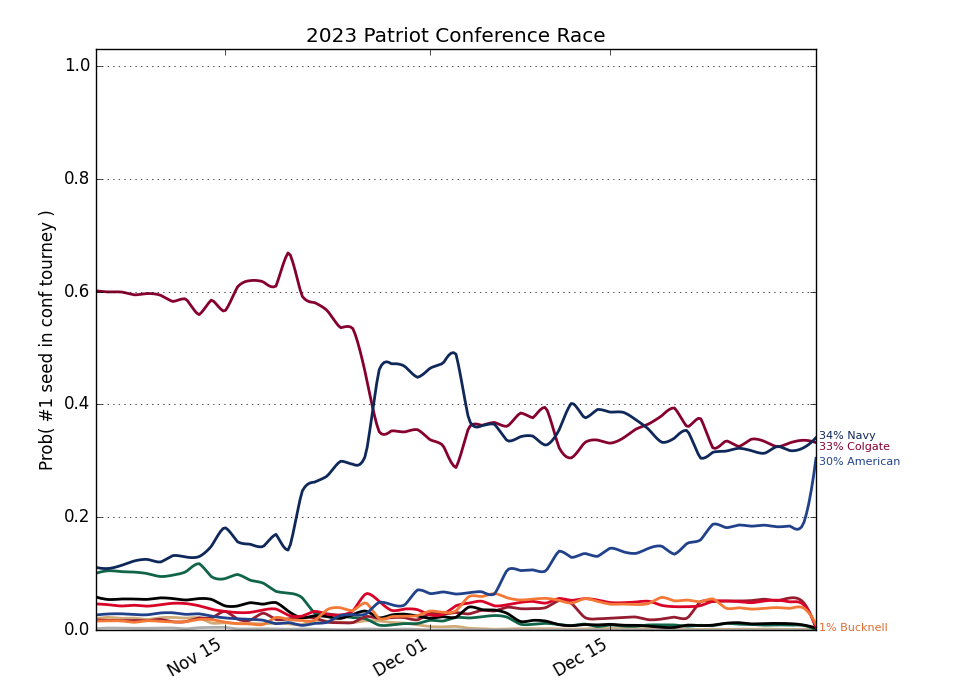 2023 Patriot Conference Race
Prob( #1 seed in conf tourney )
1.0
0.8
0.6
0.4
0.2
0.0
Nov 15
Dec 01
Dec 15
34% Navy
33% Colgate
30% American
1% Bucknell